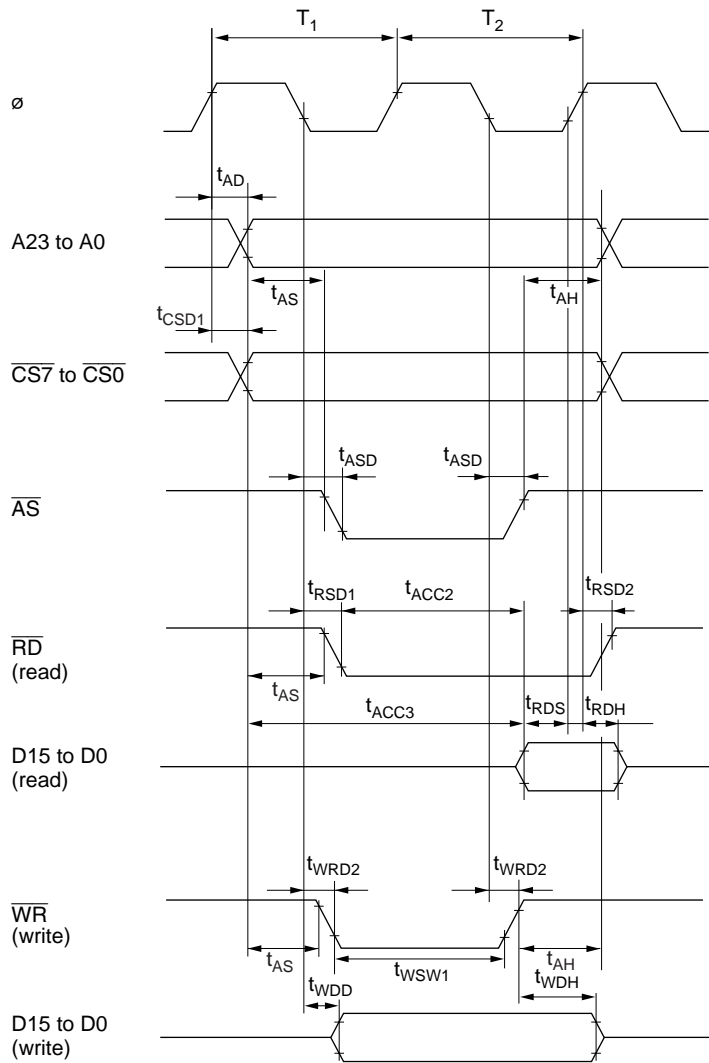 T1 T2
ø
tAD
A23 to A0
tAS tAH
tCSD1
CS7 to CS0
tASD tASD
AS
tRSD1 tACC2 tRSD2
RD
(read)
tAS
tACC3 tRDS tRDH
D15 to D0
(read)
tWRD2 tWRD2
WR
(write)
tAS tWSW1 tAH
tWDD tWDH
D15 to D0
(write)